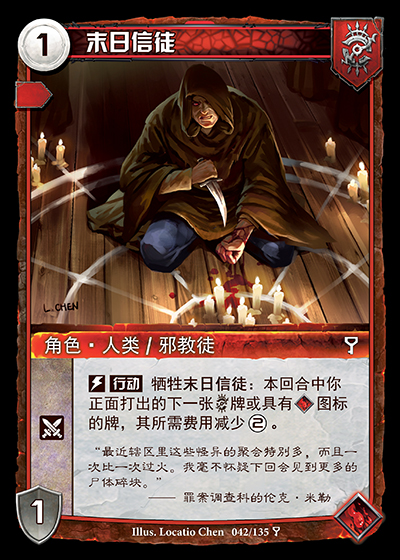 1
末日信徒
L.CHEN
角色·人类/邪教徒
行动 牺牲末日信徒：本回合中你
正面打出的下一张牌或具有图标
的牌，其所需费用减少②。
“最近辖区里这些怪异的聚会特别多，而且一
次比一次过火。我毫不怀疑下回会见到更多的
尸体碎块。”
—— 罪案调查科的伦克·米勒
1
Illus. Locatio Chen 042/135